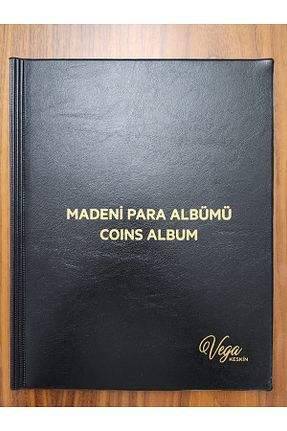 MADENİ PARA ALBÜMÜ
COINS ALBUM
Vega
KESKİN